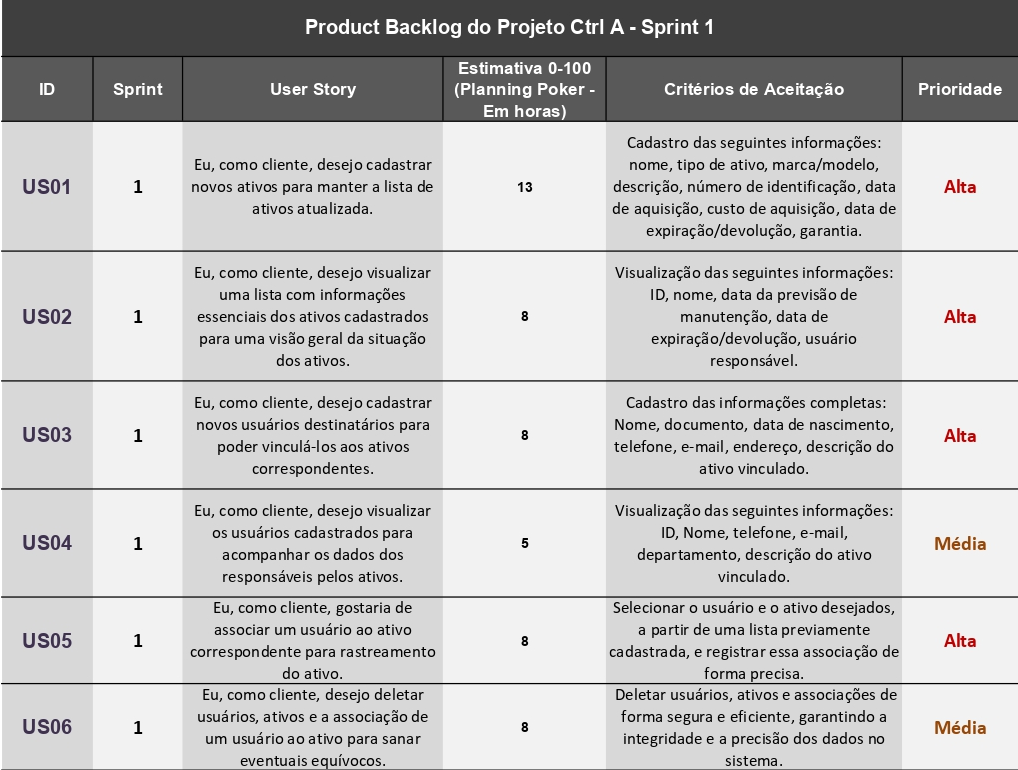 Product Backlog do Projeto Ctrl A - Sprint 1
ID
Sprint
User Story
Estimativa 0-100
(Planning Poker -
Em horas)
Critérios de Aceitação
Prioridade
US01
1
Eu, como cliente, desejo cadastrar
novos ativos para manter a lista de
ativos atualizada.
13
Cadastro das seguintes informações:
nome, tipo de ativo, marca/modelo,
descrição, número de identificação, data
de aquisição, custo de aquisição, data de
expiração/devolução, garantia.
Alta
US02
1
Eu, como cliente, desejo visualizar
uma lista com informações
essenciais dos ativos cadastrados
para uma visão geral da situação
dos ativos.
8
Visualização das seguintes informações:
ID, nome, data da previsão de
manutenção, data de
expiração/devolução, usuário
responsável.
Alta
US03
1
Eu, como cliente, desejo cadastrar
novos usuários destinatários para
poder vinculá-los aos ativos
correspondentes.
8
Cadastro das informações completas:
Nome, documento, data de nascimento,
telefone, e-mail, endereço, descrição do
ativo vinculado.
Alta
US04
1
Eu, como cliente, desejo visualizar
os usuários cadastrados para
acompanhar os dados dos
responsáveis pelos ativos.
5
Visualização das seguintes informações:
ID, Nome, telefone, e-mail,
departamento, descrição do ativo
vinculado.
Média
US05
1
Eu, como cliente, gostaria de
associar um usuário ao ativo
correspondente para rastreamento
do ativo.
8
Selecionar o usuário e o ativo desejados,
a partir de uma lista previamente
cadastrada, e registrar essa associação de
forma precisa.
Alta
US06
1
Eu, como cliente, desejo deletar
usuários, ativos e a associação de
um usuário ao ativo para sanar
eventuais equívocos.
8
Deletar usuários, ativos e associações de
forma segura e eficiente, garantindo a
integridade e a precisão dos dados no
sistema.
Média